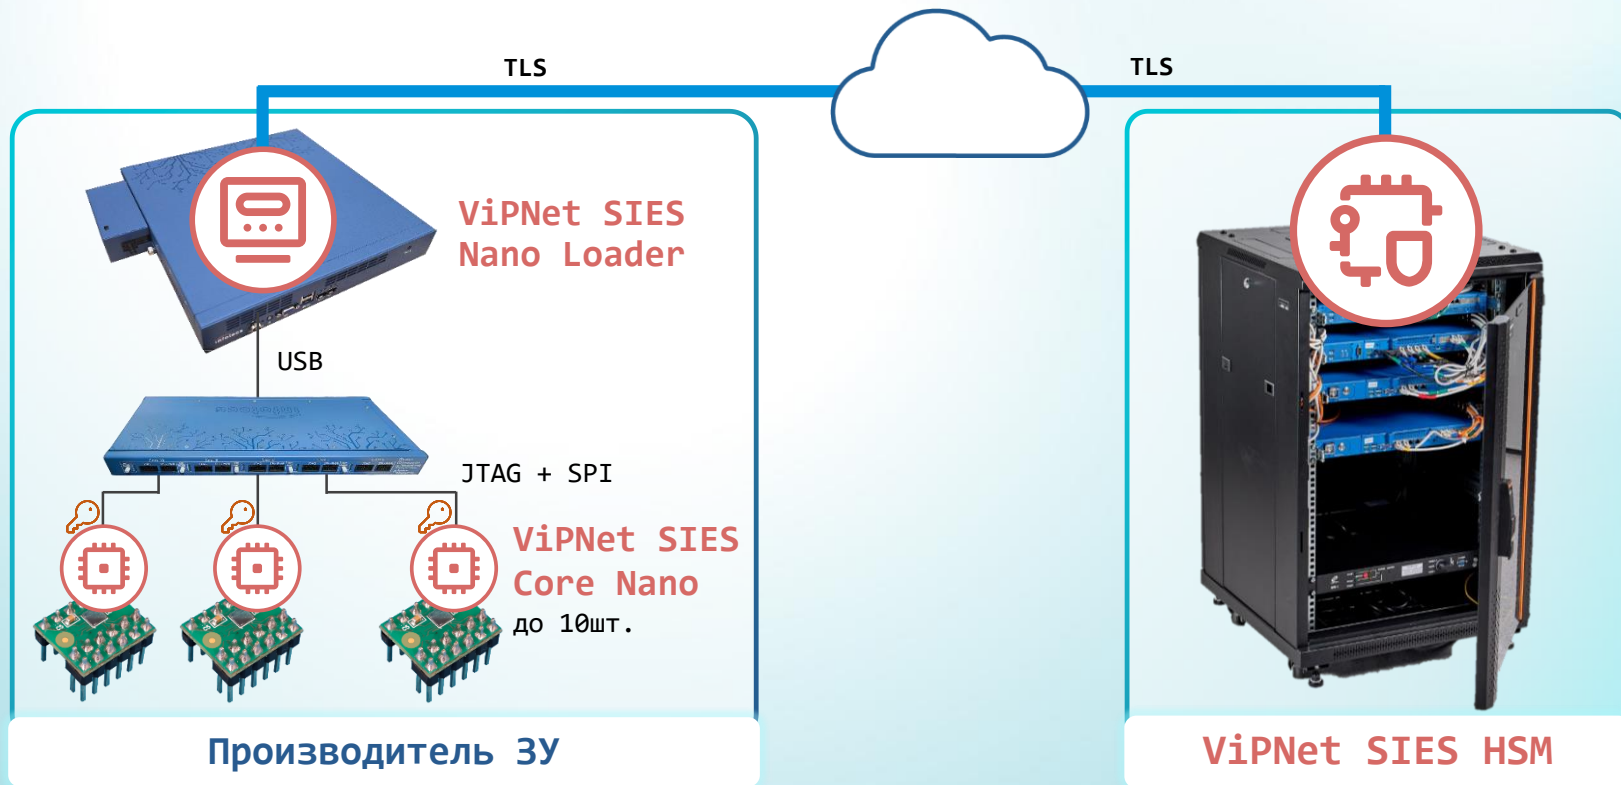 TLS
TLS
ViPNet SIES
Nano Loader
USB
infotecs
JTAG + SPI
ViPNet SIES
Core Nano
до 10шт.
Производитель ЗУ
ViPNet SIES HSM